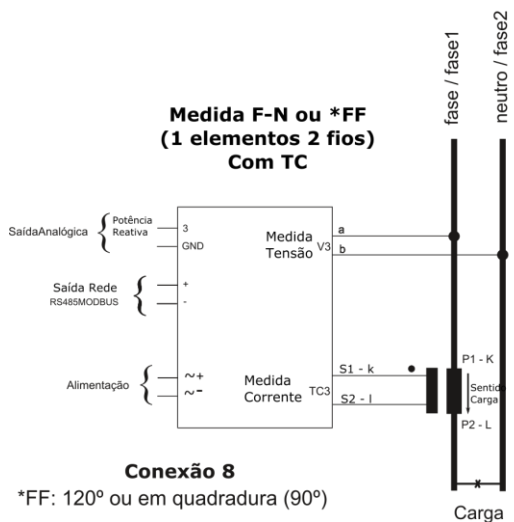 fase / fase1
neutro / fase2
Medida F-N ou *FF
(1 elementos 2 fios)
Com TC
SaídaAnalógica
Potência
Reativa
3
GND
Medida
Tensão
V3
a
b
Saída Rede
RS485MODBUS
+
-
Alimentação
~+
~-
Medida
Corrente
TC3
S1 - k
S2 - l
P1 - K
Sentido
Carga
P2 - L
Conexão 8
*FF: 120º ou em quadratura (90º)
Carga